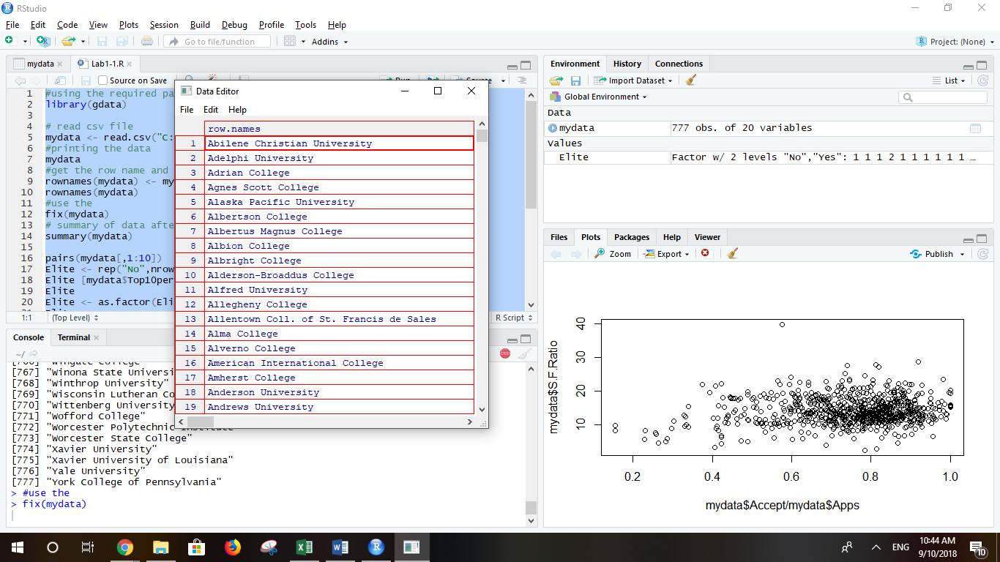 RStudio
File Edit Code View Plots Session Build Debug Profile Tools Help
Go to file/function Addins Project: (None)
mydata Lab1-1.R
Source on Save
1 #using the required pa
2 library(gdata)
3
4 # read csv file
5 mydata <- read.csv("C:
6 #printing the data
7 mydata
8 #get the row name and
9 rownames(mydata) <- my
10 rownames(mydata)
11 #use the
12 fix(mydata)
13 # summary of data afte
14 summary(mydata)
15
16 pairs(mydata[,1:10])
17 Elite <- rep("No",nrow
18 Elite [mydata$Top10per
19 Elite
20 Elite <- as.factor(Eli
1:1 (Top Level) R Script
Data Editor
File Edit Help
row.names
1 Abilene Christian University
2 Adelphi University
3 Adrian College
4 Agnes Scott College
5 Alaska Pacific University
6 Albertson College
7 Albertus Magnus College
8 Albion College
9 Albright College
10 Alderson-Broaddus College
11 Alfred University
12 Allegheny College
13 Allentown Coll. of St. Francis de Sales
14 Alma College
15 Alverno College
16 American International College
17 Amherst College
18 Anderson University
19 Andrews University
Console Terminal
~/
[766] "Wingate College"
[767] "Winona State Universi
[768] "Winthrop University"
[769] "Wisconsin Lutheran Co
[770] "Wittenberg University
[771] "Wofford College"
[772] "Worcester Polytechnic Institute"
[773] "Worcester State College"
[774] "Xavier University"
[775] "Xavier University of Louisiana"
[776] "Yale University"
[777] "York College of Pennsylvania"
> #use the
> fix(mydata)
Environment History Connections
Import Dataset List
Global Environment
Data
mydata 777 obs. of 20 variables
Values
Elite Factor w/ 2 levels "No","Yes": 1 1 1 2 1 1 1 1 1 1 …
Files Plots Packages Help Viewer
Zoom Export Publish
mydata$S.F.Ratio
40
30
20
10
0.2 0.4 0.6 0.8 1.0
mydata$Accept/mydata$Apps
ENG
10:44 AM
9/10/2018
10